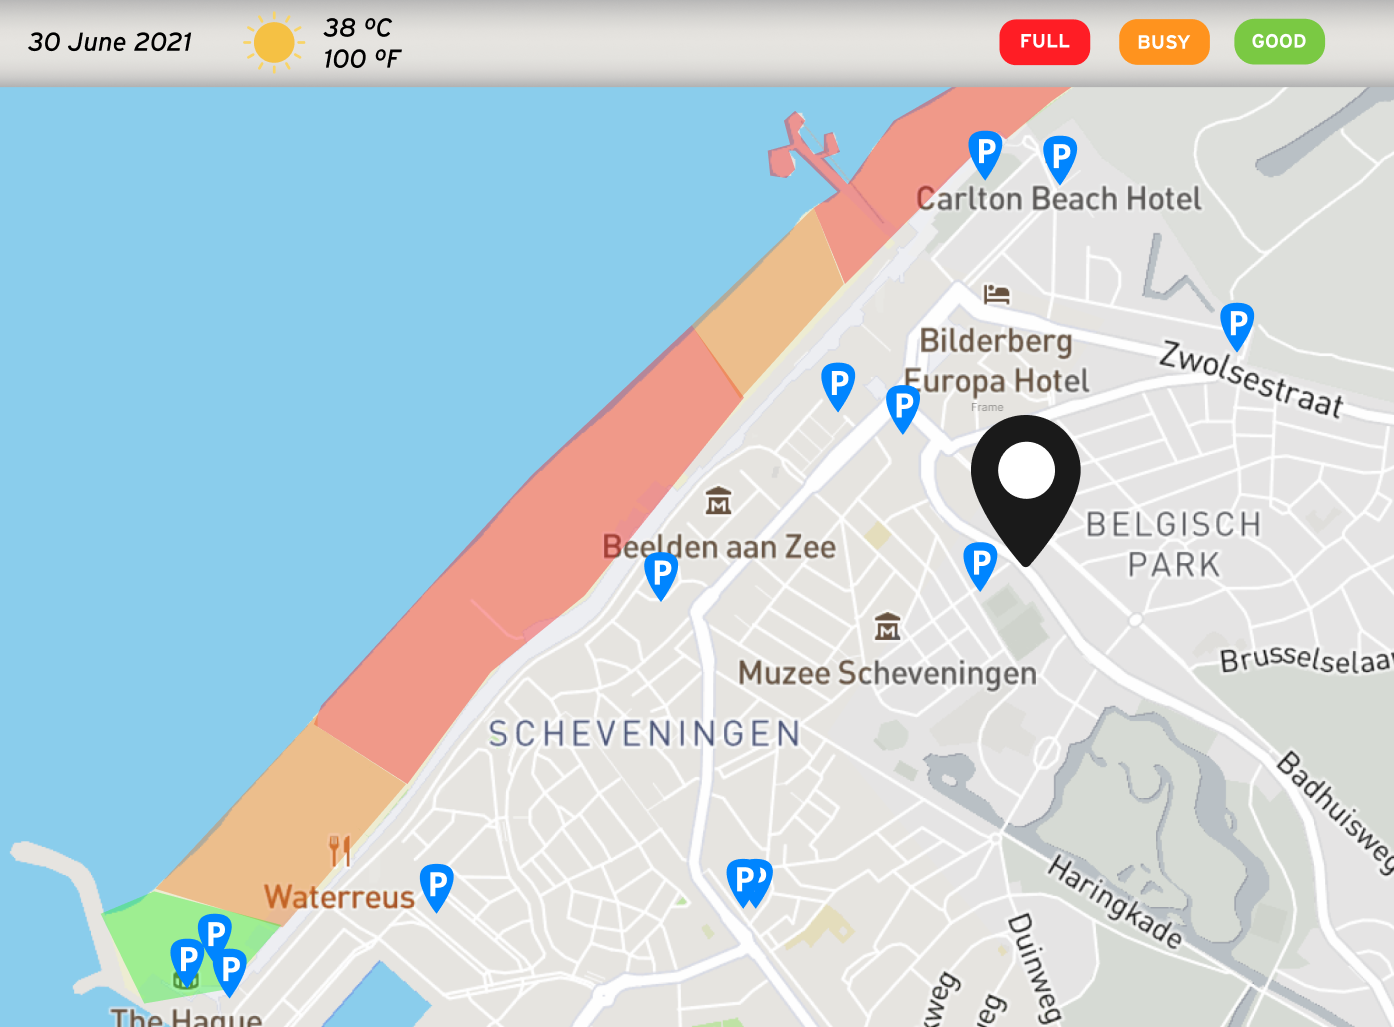 30 June 2021
38 ºC
100 ºF
FULL
BUSY
GOOD
P
P
Carlton Beach Hotel
P
Bilderberg
Europa Hotel
Zwolsestraat
P
P
Frame
BELGISCH
PARK
Beelden aan Zee
P
P
Muzee Scheveningen
Brusselselaa
SCHEVENINGEN
Badhuisweg
Waterreus
P
P
Haringkade
Duinweg
P
P
P
kweg
eg
The Hague